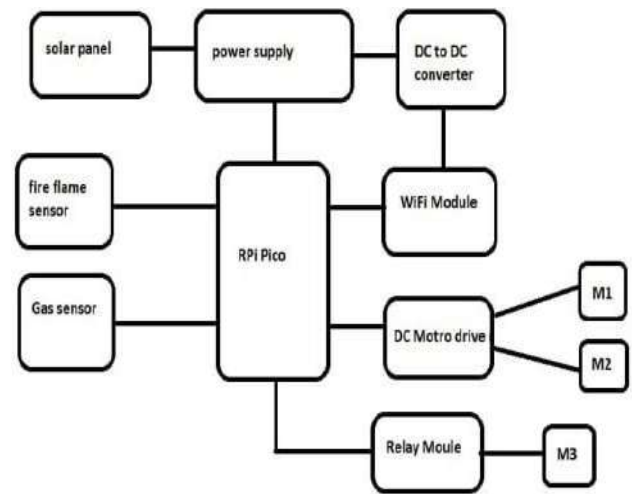 solar panel
power supply
DC to DC
converter
fire flame
sensor
RPi Pico
WiFi Module
Gas sensor
DC Motro drive
M1
M2
Relay Moule
M3